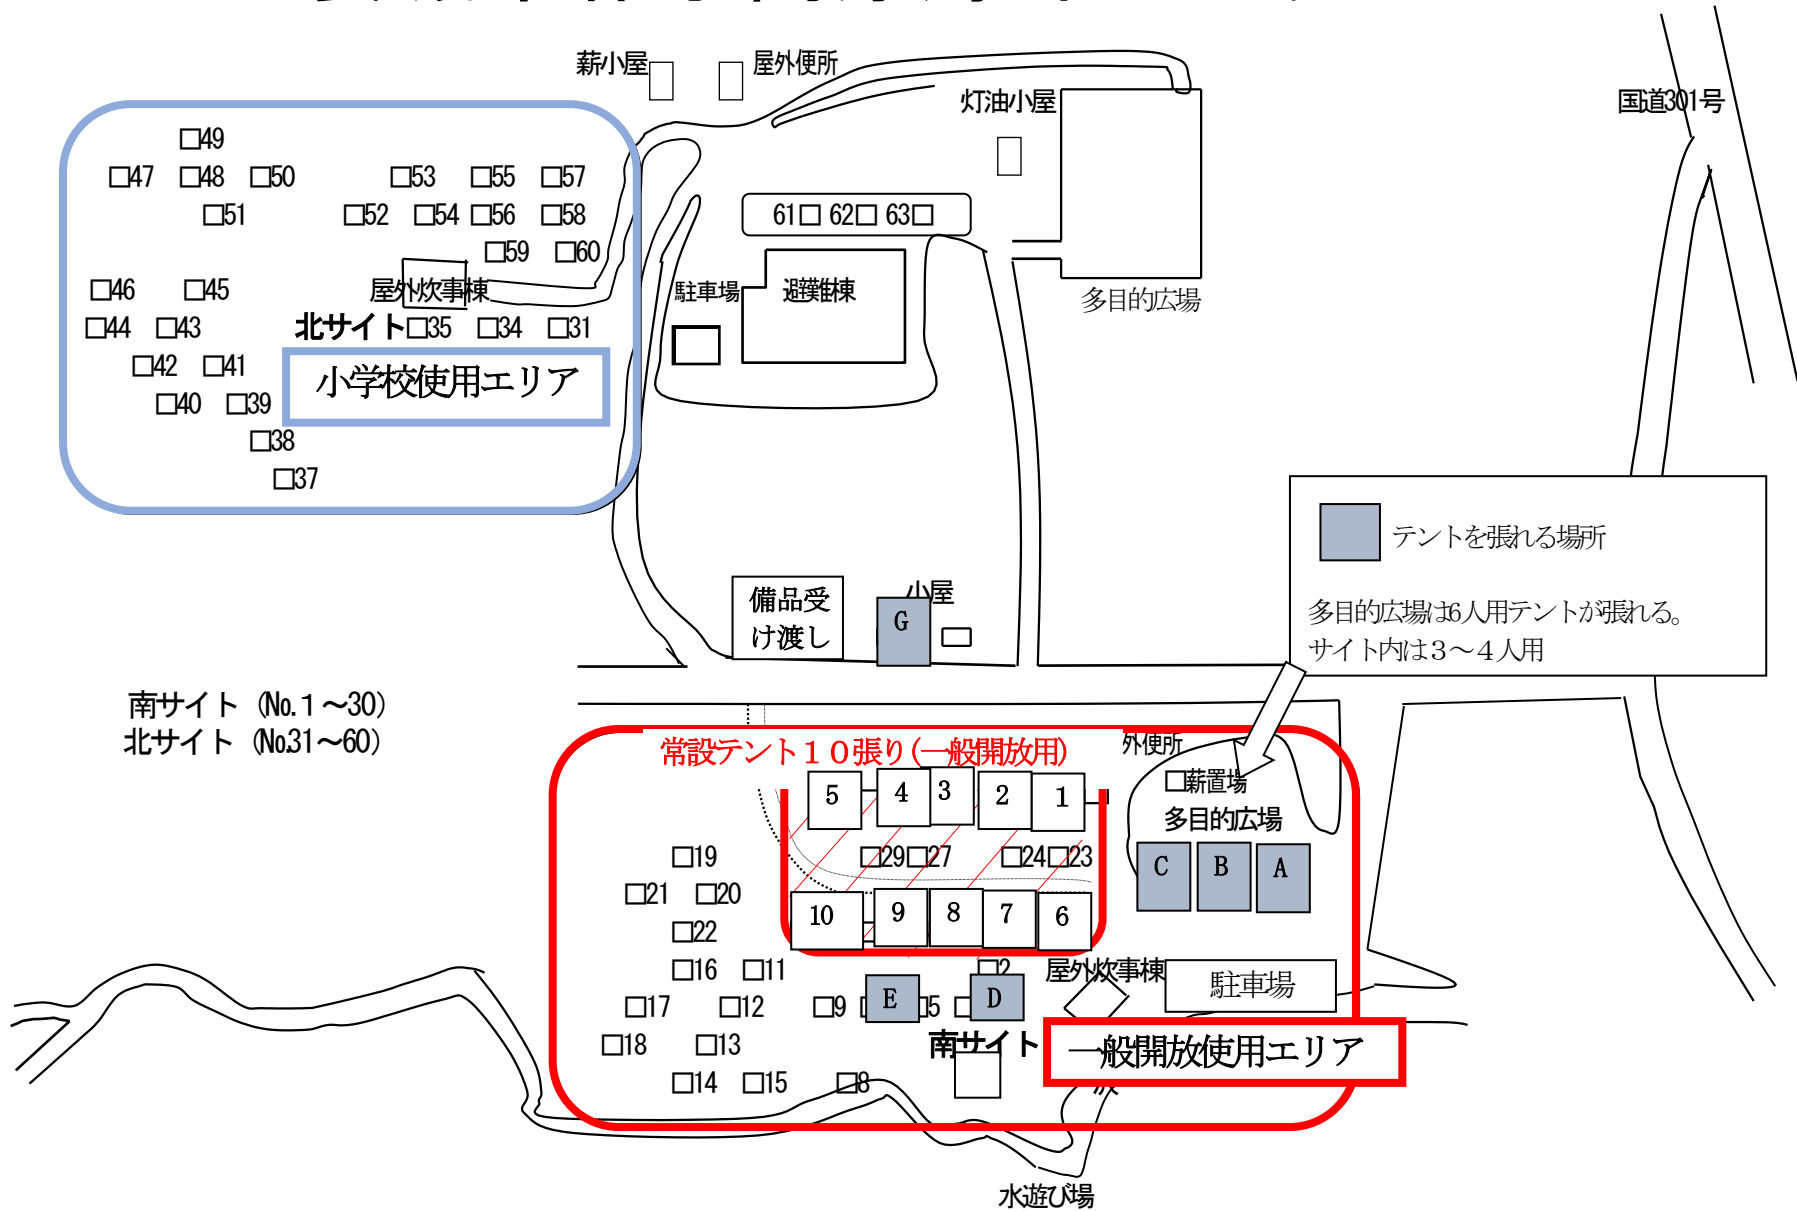 薪小屋
屋外便所
灯油小屋
国道301号
□49
□47 □48 □50 □53 □55 □57
□51 □52 □54 □56 □58
61□ 62□ 63□
□59 □60
屋外炊事棟
□46 □45
駐車場
避難棟
多目的広場
□44 □43
北サイト□35 □34 □31
□42 □41
小学校使用エリア
□40 □39
□38
□37
テントを張れる場所
多目的広場は6人用テントが張れる。
サイト内は3～4人用
備品受
け渡し
小屋
G
南サイト (No.1～30)
北サイト (No31～60)
常設テント10張り(一般開放用)
外便所
□薪置場
多目的広場
5 4 3 2 1
□19 □29□27 □24□23
C B A
□21 □20
10 9 8 7 6
□22
□16 □11 □2
屋外炊事棟
駐車場
□17 □12 □9 E 5 D
□18 □13
南サイト
一般開放使用エリア
□14 □15 □8
水遊び場